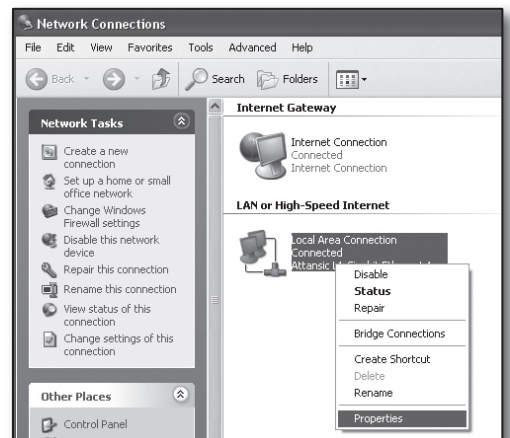 Network Connections
File Edit View Favorites Tools Advanced Help
Back Search Folders
Network Tasks
Create a new
connection
Set up a home or small
office network
Change Windows
Firewall settings
Disable this network
device
Repair this connection
Rename this connection
View status of this
connection
Change settings of this
connection
Other Places
Control Panel
Internet Gateway
Internet Connection
Connected
Internet Connection
LAN or High-Speed Internet
Local Area Connection
Connected
Attansic
Disable
Status
Repair
Bridge Connections
Create Shortcut
Delete
Rename
Properties